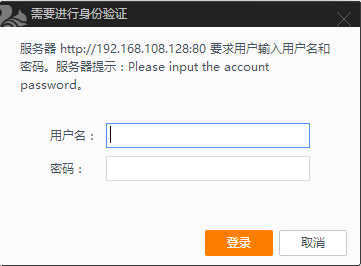 需要进行身份验证
服务器 http://192.168.108.128:80 要求用户输入用户名和
密码。服务器提示：Please input the account
password。
用户名：
密码：
登录 取消